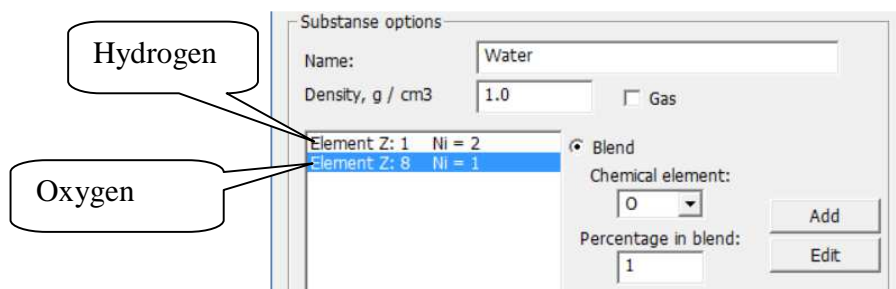 Substanse options
Hydrogen
Name:
Water
Density, g / cm3
1.0
Gas
Element Z: 1 Ni = 2
Element Z: 8 Ni = 1
Oxygen
Blend
Chemical element:
O
Add
Percentage in blend:
1
Edit